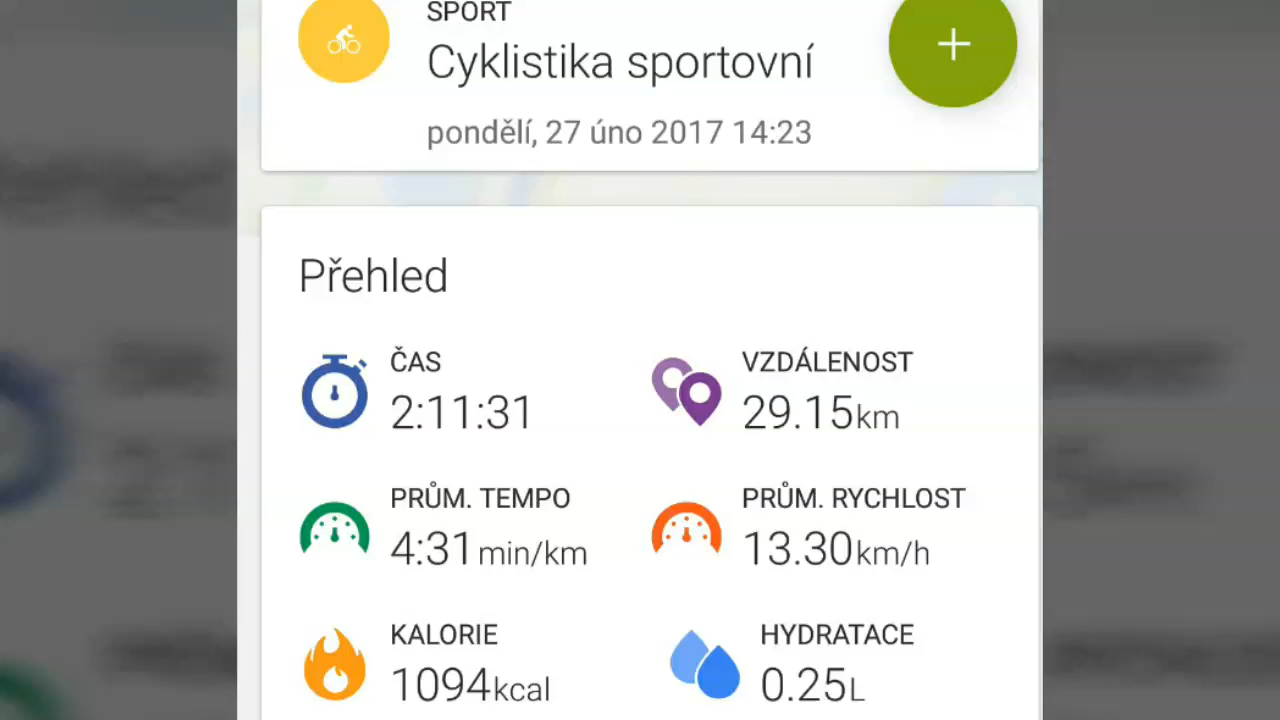 SPORT
Cyklistika sportovní
pondělí, 27 úno 2017 14:23
Přehled
ČAS
2:11:31
VZDÁLENOST
29.15km
PRŮM. TEMPO
4:31min/km
PRŮM. RYCHLOST
13.30km/h
KALORIE
1094kcal
HYDRATACE
0.25L